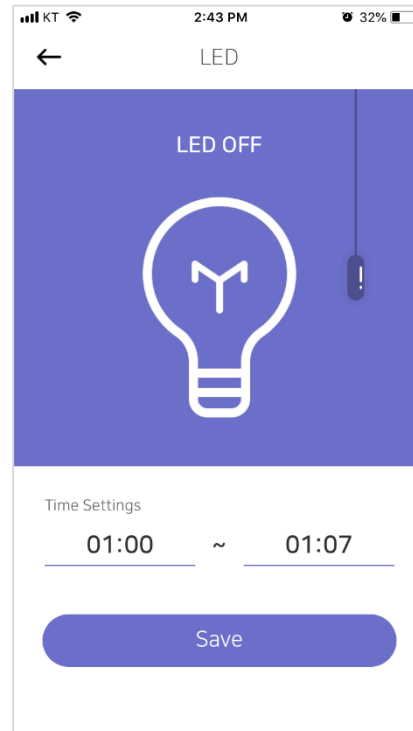 KT 2:43 PM 32%
LED
LED OFF
!
Time Settings
01:00 ~ 01:07
Save